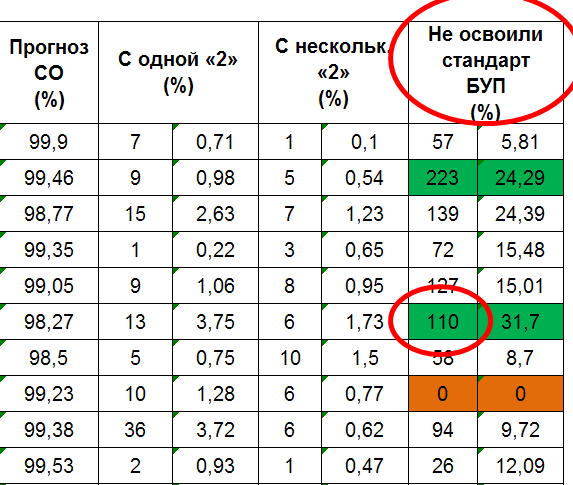 Прогноз СО (%) С одной «2» (%) С нескольк. «2» (%) Не освоили стандарт БУП (%)
99,9 7 0,71 1 0,1 57 5,81
99,46 9 0,98 5 0,54 223 24,29
98,77 15 2,63 7 1,23 139 24,39
99,35 1 0,22 3 0,65 72 15,48
99,05 9 1,06 8 0,95 127 15,01
98,27 13 3,75 6 1,73 110 31,7
98,5 5 0,75 10 1,5 58 8,7
99,23 10 1,28 6 0,77 0 0
99,38 36 3,72 6 0,62 94 9,72
99,53 2 0,93 1 0,47 26 12,09